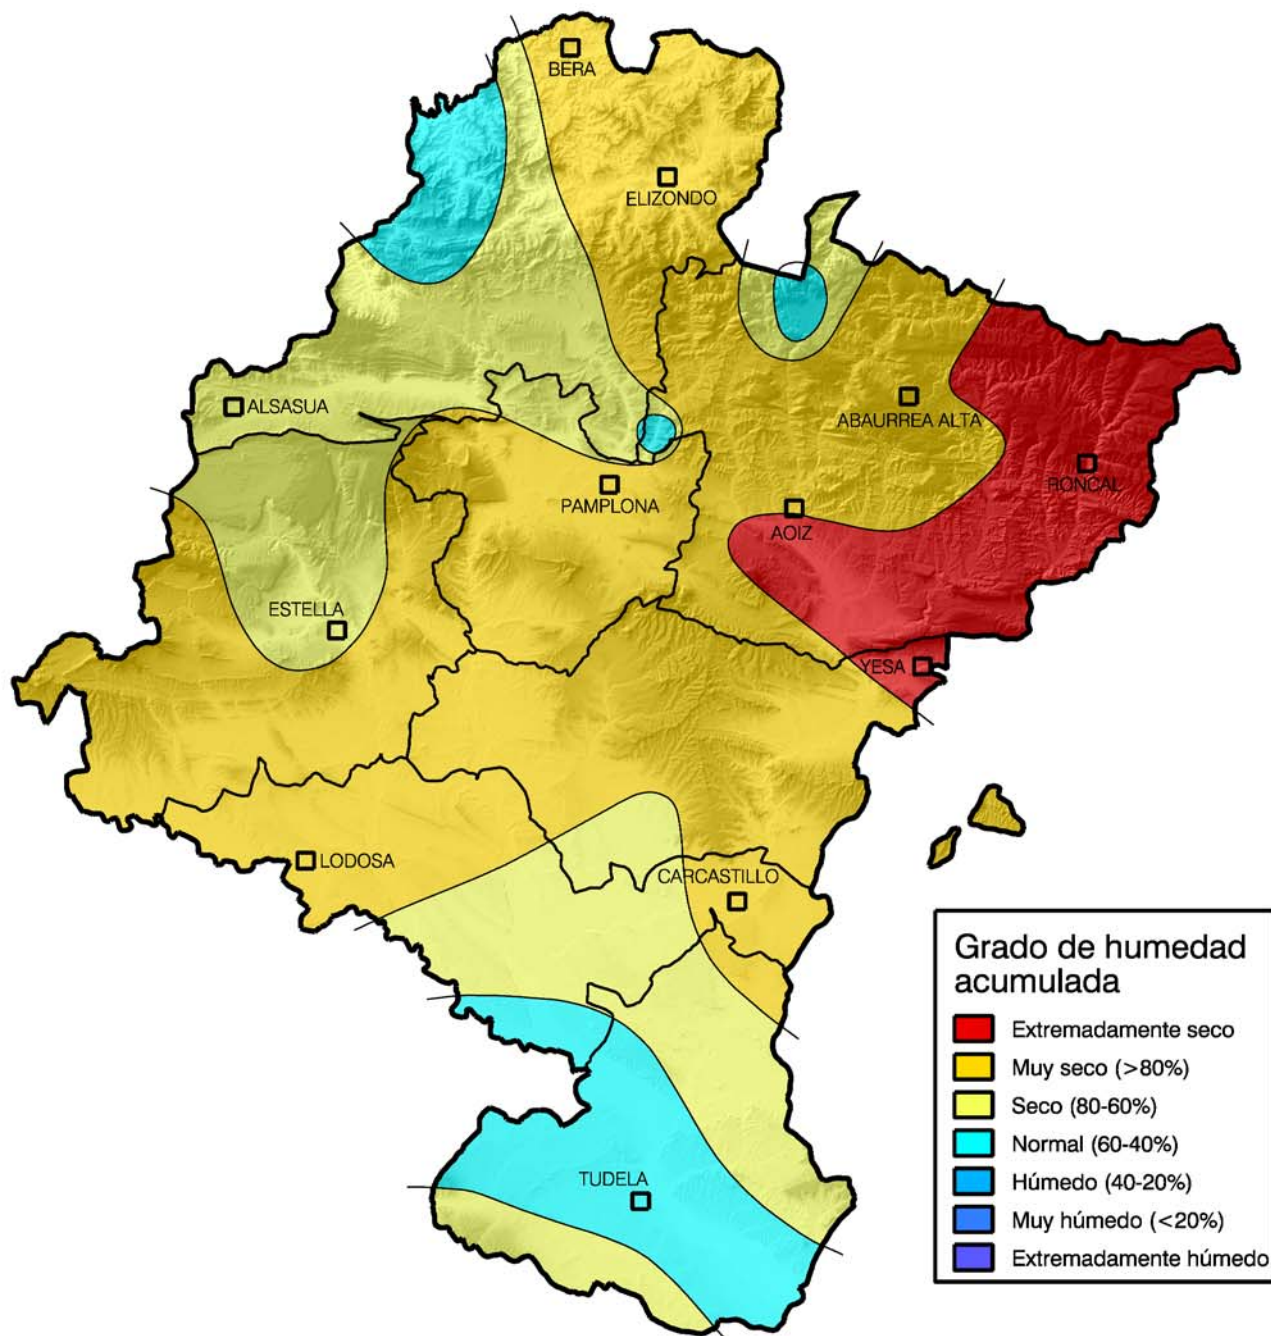 BERA
ELIZONDO
ALSASUA
ABAURREA ALTA
PAMPLONA
RONCAL
AOIZ
ESTELLA
YESA
LODOSA
CARCASTILLO
TUDELA
Grado de humedad
acumulada
Extremadamente seco
Muy seco (>80%)
Seco (80-60%)
Normal (60-40%)
Húmedo (40-20%)
Muy húmedo (<20%)
Extremadamente húmedo